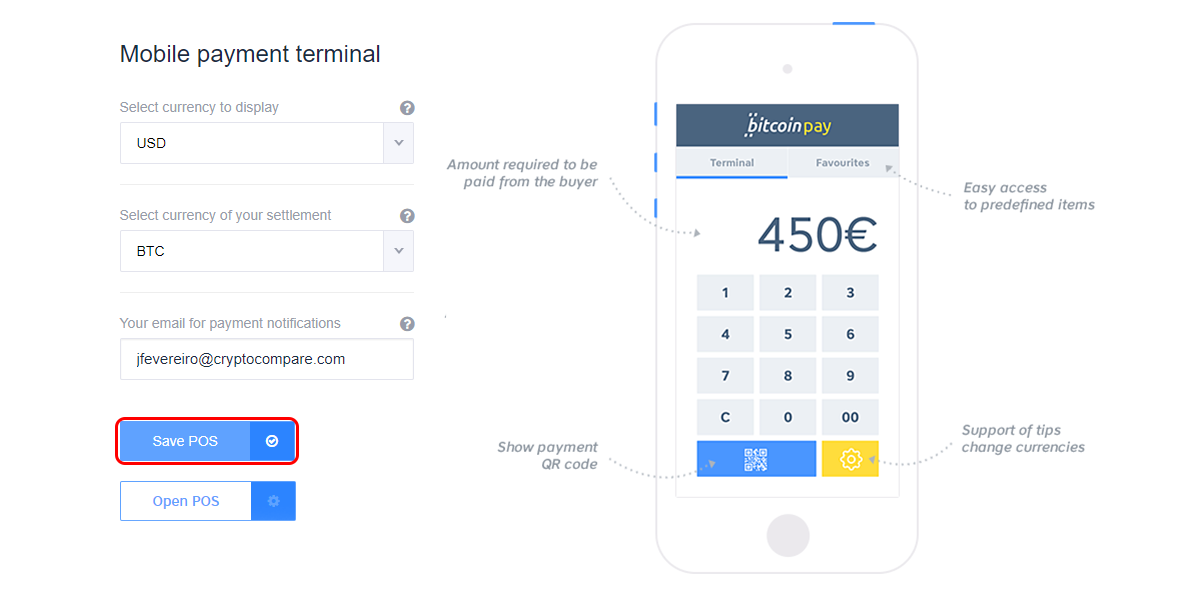 Mobile payment terminal
Select currency to display
?
USD
Select currency of your settlement
?
BTC
Your email for payment notifications
?
jfevereiro@cryptocompare.com
Save POS
Open POS
Amount required to be
paid from the buyer
Show payment
QR code
bitcoinpay
Terminal
Favourites
450€
1 2 3
4 5 6
7 8 9
C 0 00
Easy access
to predefined items
Support of tips
change currencies